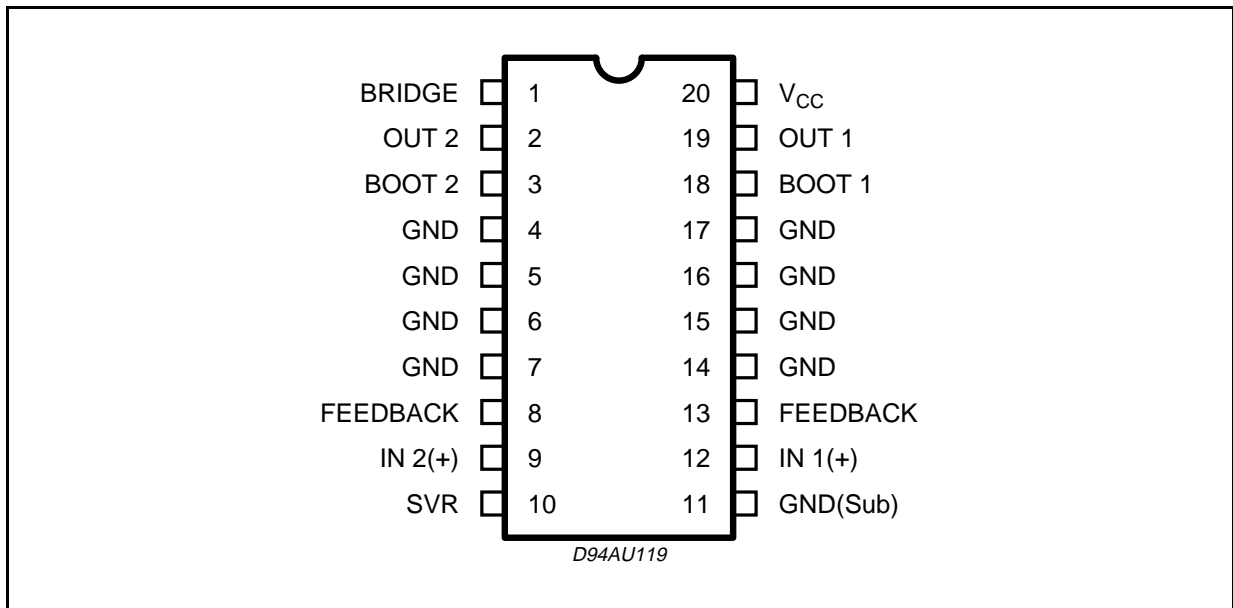 BRIDGE 1 20 VCC
OUT 2 2 19 OUT 1
BOOT 2 3 18 BOOT 1
GND 4 17 GND
GND 5 16 GND
GND 6 15 GND
GND 7 14 GND
FEEDBACK 8 13 FEEDBACK
IN 2(+) 9 12 IN 1(+)
SVR 10 11 GND(Sub)
D94AU119